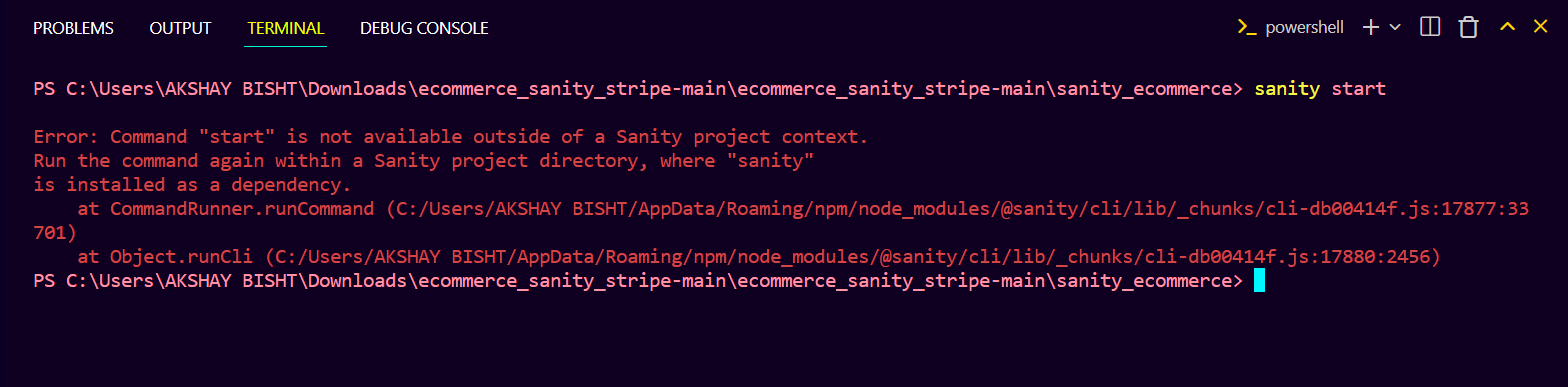 PROBLEMS OUTPUT TERMINAL DEBUG CONSOLE powershell
PS C:\Users\AKSHAY BISHT\Downloads\ecommerce_sanity_stripe-main\ecommerce_sanity_stripe-main\sanity_ecommerce> sanity start
Error: Command "start" is not available outside of a Sanity project context.
Run the command again within a Sanity project directory, where "sanity"
is installed as a dependency.
    at CommandRunner.runCommand (C:/Users/AKSHAY BISHT/AppData/Roaming/npm/node_modules/@sanity/cli/lib/_chunks/cli-db00414f.js:17877:33
701)
    at Object.runCli (C:/Users/AKSHAY BISHT/AppData/Roaming/npm/node_modules/@sanity/cli/lib/_chunks/cli-db00414f.js:17880:2456)
PS C:\Users\AKSHAY BISHT\Downloads\ecommerce_sanity_stripe-main\ecommerce_sanity_stripe-main\sanity_ecommerce>